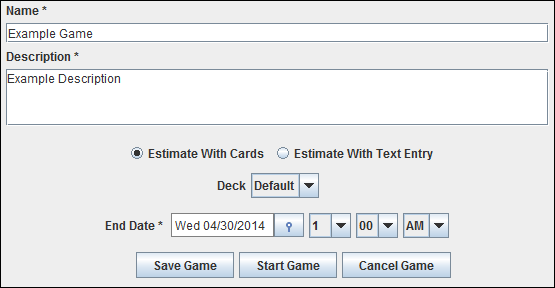 Name *
Example Game
Description *
Example Description
Estimate With Cards Estimate With Text Entry
Deck Default
End Date * Wed 04/30/2014 1 00 AM
Save Game Start Game Cancel Game